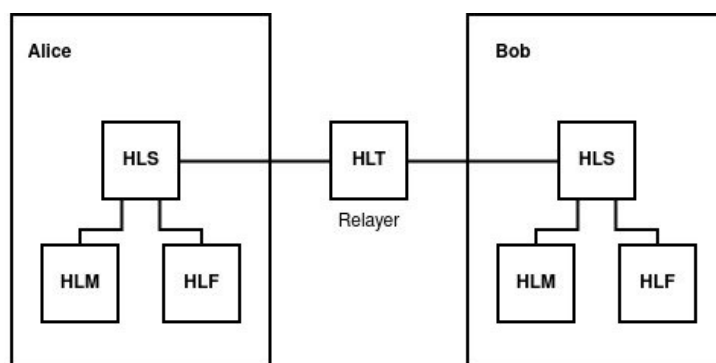 Alice
Bob
HLS
HLT
HLS
Relayer
HLM
HLF
HLM
HLF